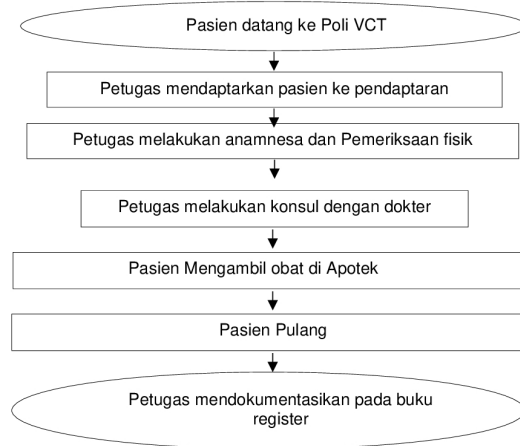 Pasien datang ke Poli VCT
Petugas mendaptarkan pasien ke pendaptaran
Petugas melakukan anamnesa dan Pemeriksaan fisik
Petugas melakukan konsul dengan dokter
Pasien Mengambil obat di Apotek
Pasien Pulang
Petugas mendokumentasikan pada buku
register